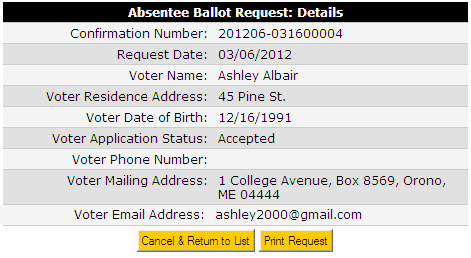 Absentee Ballot Request: Details
Confirmation Number: 201206-031600004
Request Date: 03/06/2012
Voter Name: Ashley Albair
Voter Residence Address: 45 Pine St.
Voter Date of Birth: 12/16/1991
Voter Application Status: Accepted
Voter Phone Number:
Voter Mailing Address: 1 College Avenue, Box 8569, Orono,
ME 04444
Voter Email Address: ashley2000@gmail.com
Cancel & Return to List Print Request